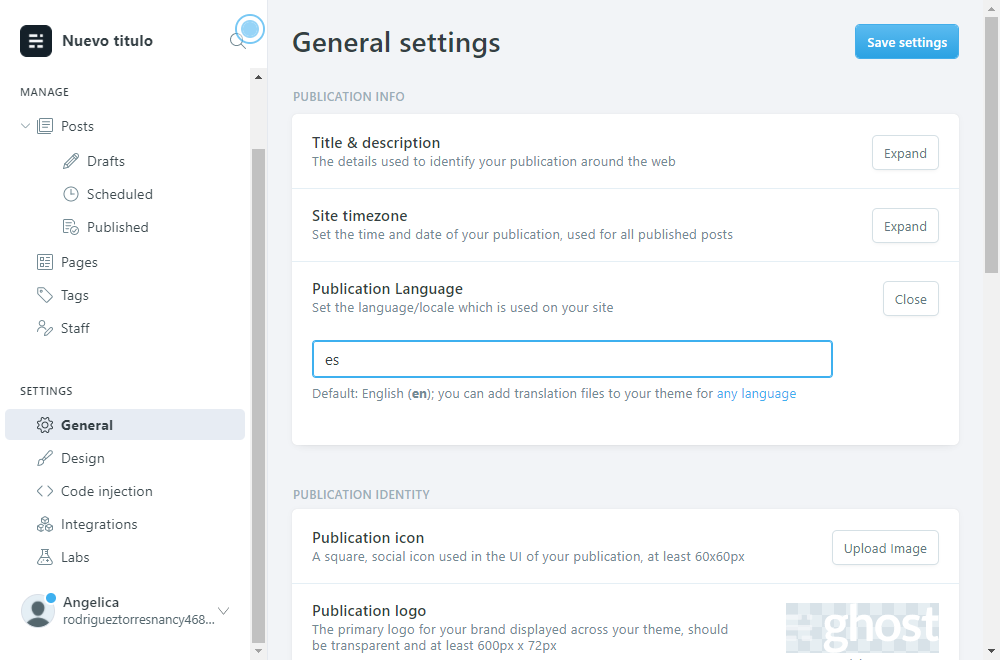 Nuevo titulo
MANAGE
Posts
Drafts
Scheduled
Published
Pages
Tags
Staff
SETTINGS
General
Design
Code injection
Integrations
Labs
Angelica
rodrigueztorresnancy468...
General settings
Save settings
PUBLICATION INFO
Title & description
The details used to identify your publication around the web
Expand
Site timezone
Set the time and date of your publication, used for all published posts
Expand
Publication Language
Set the language/locale which is used on your site
Close
es
Default: English (en); you can add translation files to your theme for any language
PUBLICATION IDENTITY
Publication icon
A square, social icon used in the UI of your publication, at least 60x60px
Upload Image
Publication logo
The primary logo for your brand displayed across your theme, should
be transparent and at least 600px x 72px
ghost